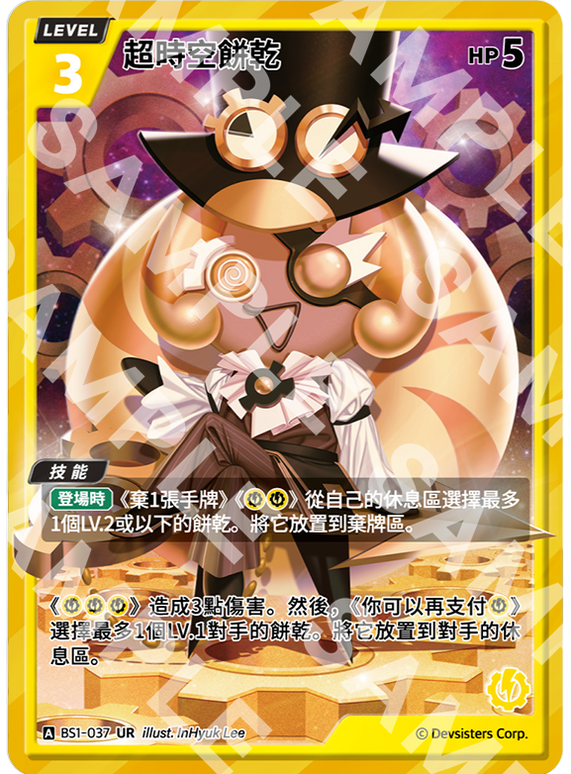 LEVEL
3
超時空餅乾
HP 5
技能
登場時《棄1張手牌》《》從自己的休息區選擇最多
1個LV.2或以下的餅乾。將它放置到棄牌區。
《》造成3點傷害。然後,《你可以再支付》
選擇最多1個LV.1對手的餅乾。將它放置到對手的休
息區。
A BS1-037 UR illust. InHyuk Lee
© Devsisters Corp.
SAMPLE